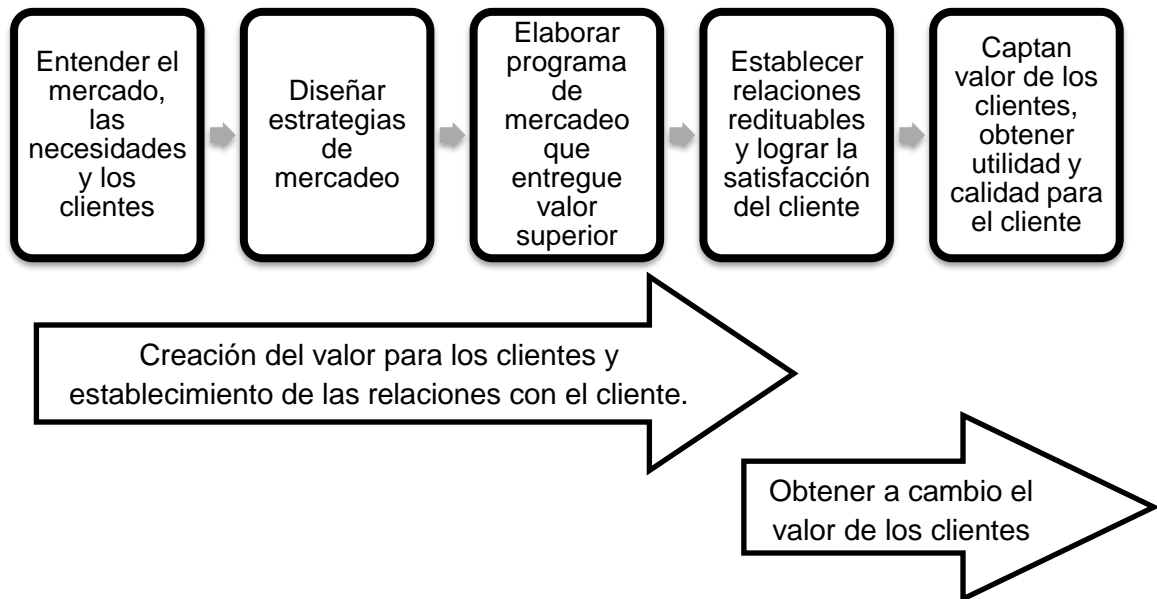 Entender el
mercado,
las
necesidades
y los
clientes
Diseñar
estrategias
de
mercadeo
Elaborar
programa
de
mercadeo
que
entregue
valor
superior
Establecer
relaciones
redituables
y lograr la
satisfacción
del cliente
Captan
valor de los
clientes,
obtener
utilidad y
calidad para
el cliente
Creación del valor para los clientes y
establecimiento de las relaciones con el cliente.
Obtener a cambio el
valor de los clientes